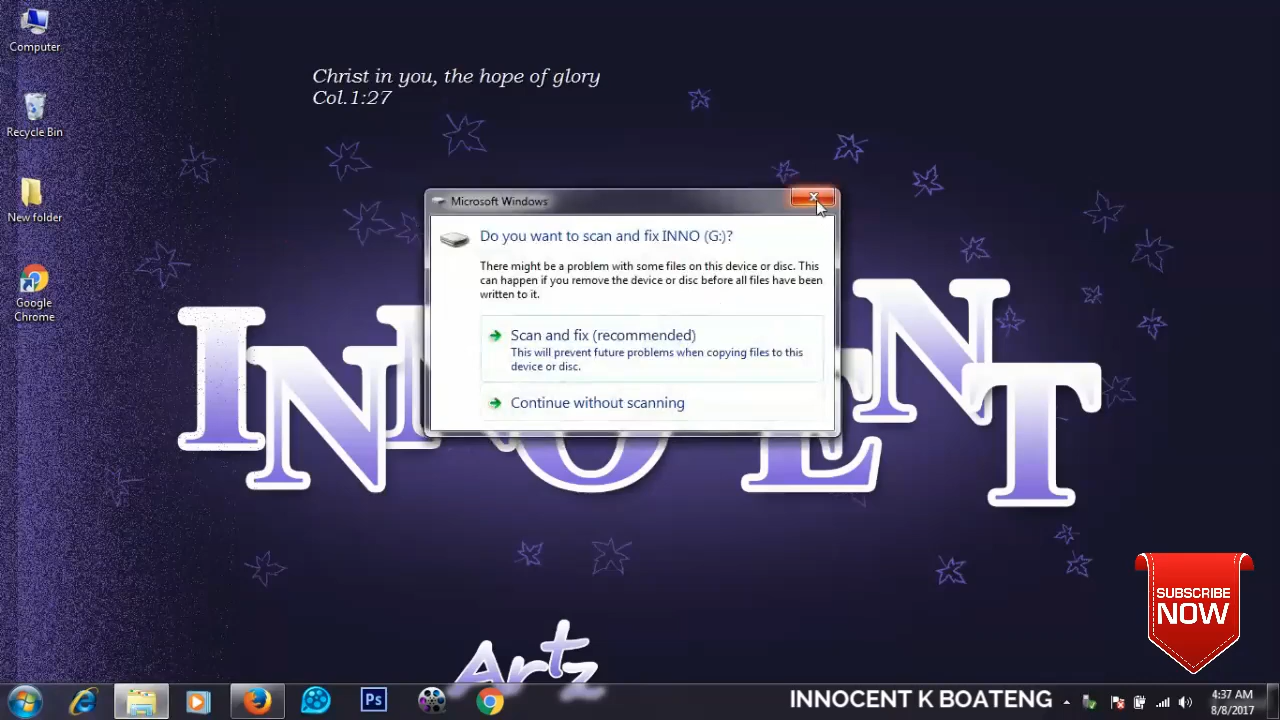 Computer
Recycle Bin
New folder
Google
Chrome
Christ in you, the hope of glory
Col.1:27
Microsoft Windows
Do you want to scan and fix INNO (G:)?
There might be a problem with some files on this device or disc. This
can happen if you remove the device or disc before all files have been
written to it.
Scan and fix (recommended)
This will prevent future problems when copying files to this
device or disc.
Continue without scanning
INNOCENT
Artz
SUBSCRIBE
NOW
Ps
INNOCENT K BOATENG
4:37 AM
8/8/2017